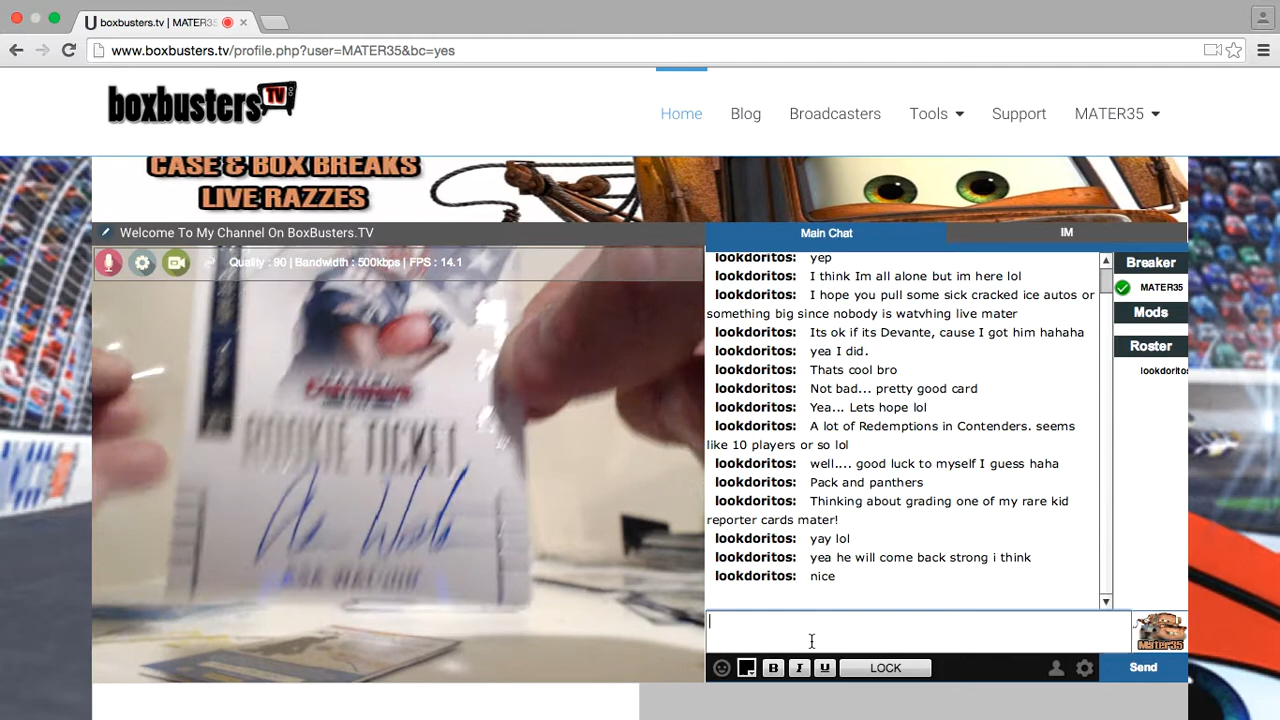 boxbusters.tv | MATER35
www.boxbusters.tv/profile.php?user=MATER35&bc=yes
boxbusters TV
Home Blog Broadcasters Tools Support MATER35
CASE & BOX BREAKS
LIVE RAZZES
Welcome To My Channel On BoxBusters.TV
Main Chat IM
Quality : 90 | Bandwidth : 500kbps | FPS : 14.1
Breaker
MATER35
Mods
Roster
lookdoritos
lookdoritos: yep
lookdoritos: I think Im all alone but im here lol
lookdoritos: I hope you pull some sick cracked ice autos or
something big since nobody is watvhing live mater
lookdoritos: Its ok if its Devante, cause I got him hahaha
lookdoritos: yea I did.
lookdoritos: Thats cool bro
lookdoritos: Not bad... pretty good card
lookdoritos: Yea... Lets hope lol
lookdoritos: A lot of Redemptions in Contenders. seems
like 10 players or so lol
lookdoritos: well.... good luck to myself I guess haha
lookdoritos: Pack and panthers
lookdoritos: Thinking about grading one of my rare kid
reporter cards mater!
lookdoritos: yay lol
lookdoritos: yea he will come back strong i think
lookdoritos: nice
ROOKIE TICKET
Mater35
B I U LOCK Send